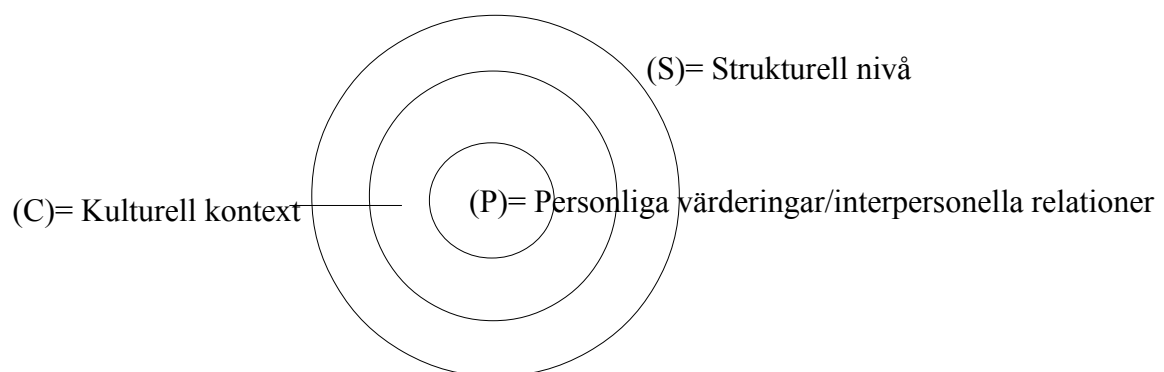 (S)= Strukturell nivå
(C)= Kulturell kontext
(P)= Personliga värderingar/interpersonella relationer